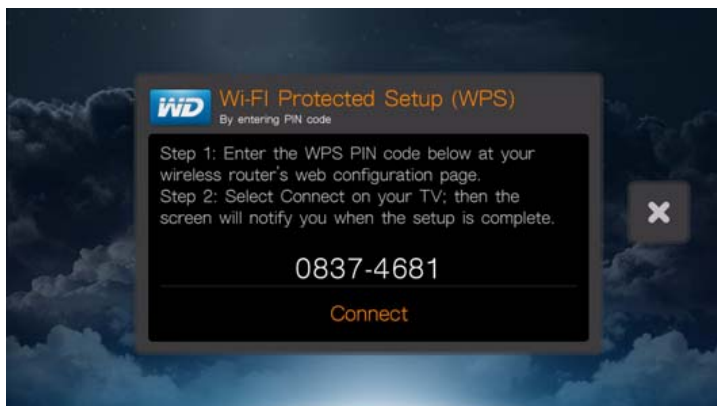 WD
Wi-FI Protected Setup (WPS)
By entering PIN code
Step 1: Enter the WPS PIN code below at your
wireless router's web configuration page.
Step 2: Select Connect on your TV; then the
screen will notify you when the setup is complete.
0837-4681
Connect